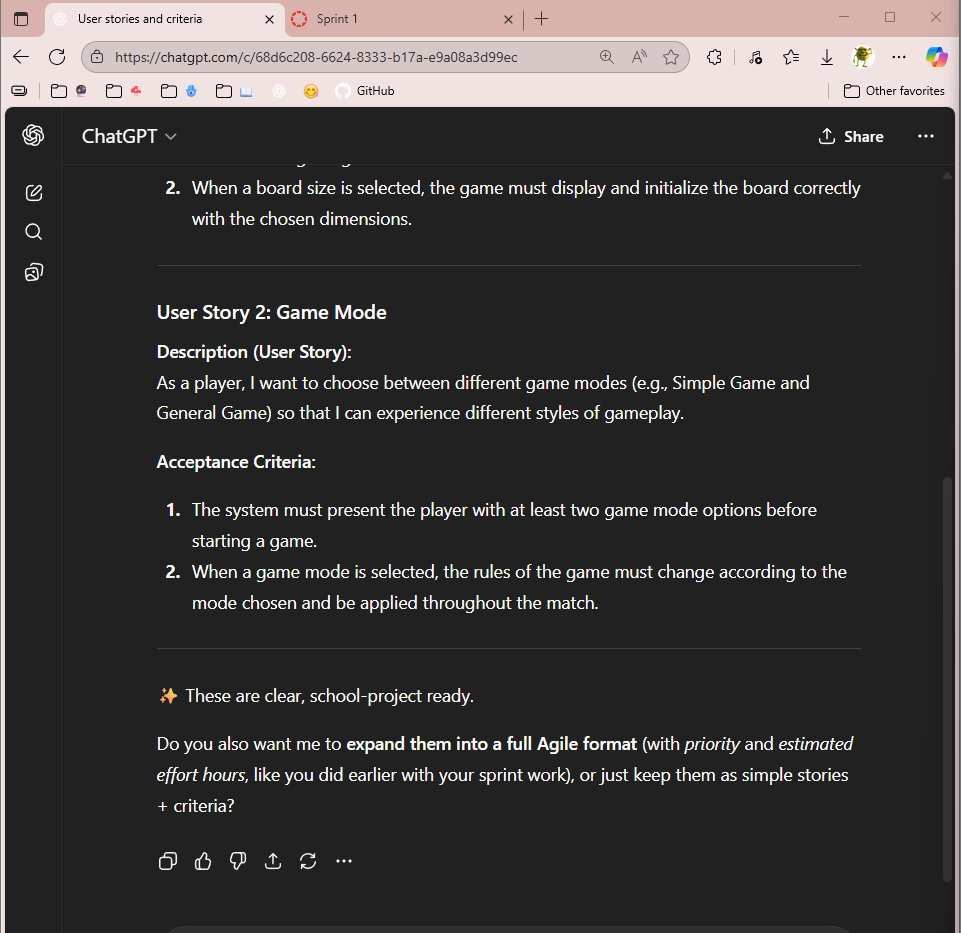 User stories and criteria
Sprint 1
https://chatgpt.com/c/68d6c208-6624-8333-b17a-e9a08a3d99ec
GitHub
Other favorites
ChatGPT
Share
2. When a board size is selected, the game must display and initialize the board correctly
with the chosen dimensions.
User Story 2: Game Mode
Description (User Story):
As a player, I want to choose between different game modes (e.g., Simple Game and
General Game) so that I can experience different styles of gameplay.
Acceptance Criteria:
1. The system must present the player with at least two game mode options before
starting a game.
2. When a game mode is selected, the rules of the game must change according to the
mode chosen and be applied throughout the match.
✨ These are clear, school-project ready.
Do you also want me to expand them into a full Agile format (with priority and estimated
effort hours, like you did earlier with your sprint work), or just keep them as simple stories
+ criteria?